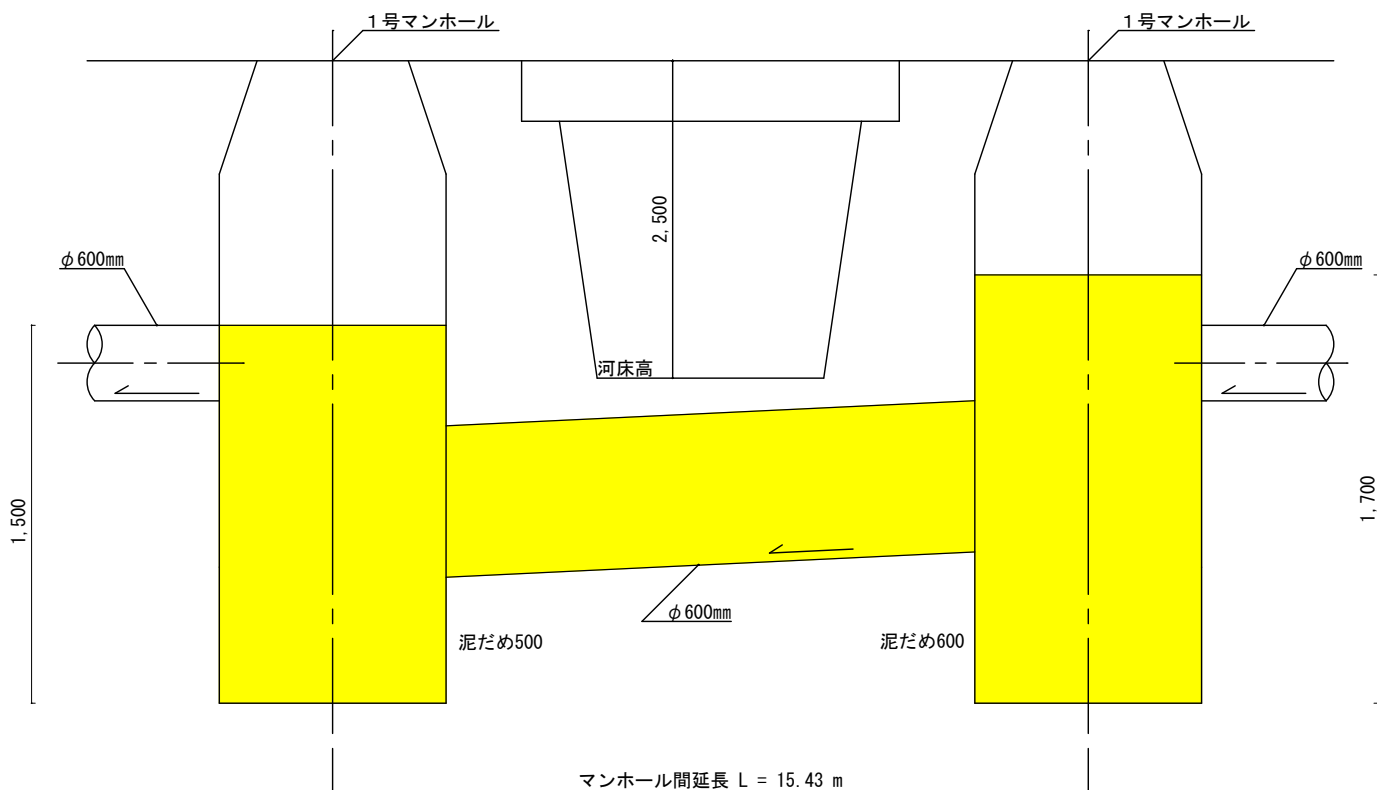 １号マンホール
１号マンホール
2,500
φ600mm
φ600mm
河床高
1,500
1,700
φ600mm
泥だめ500
泥だめ600
マンホール間延長 L = 15.43 m